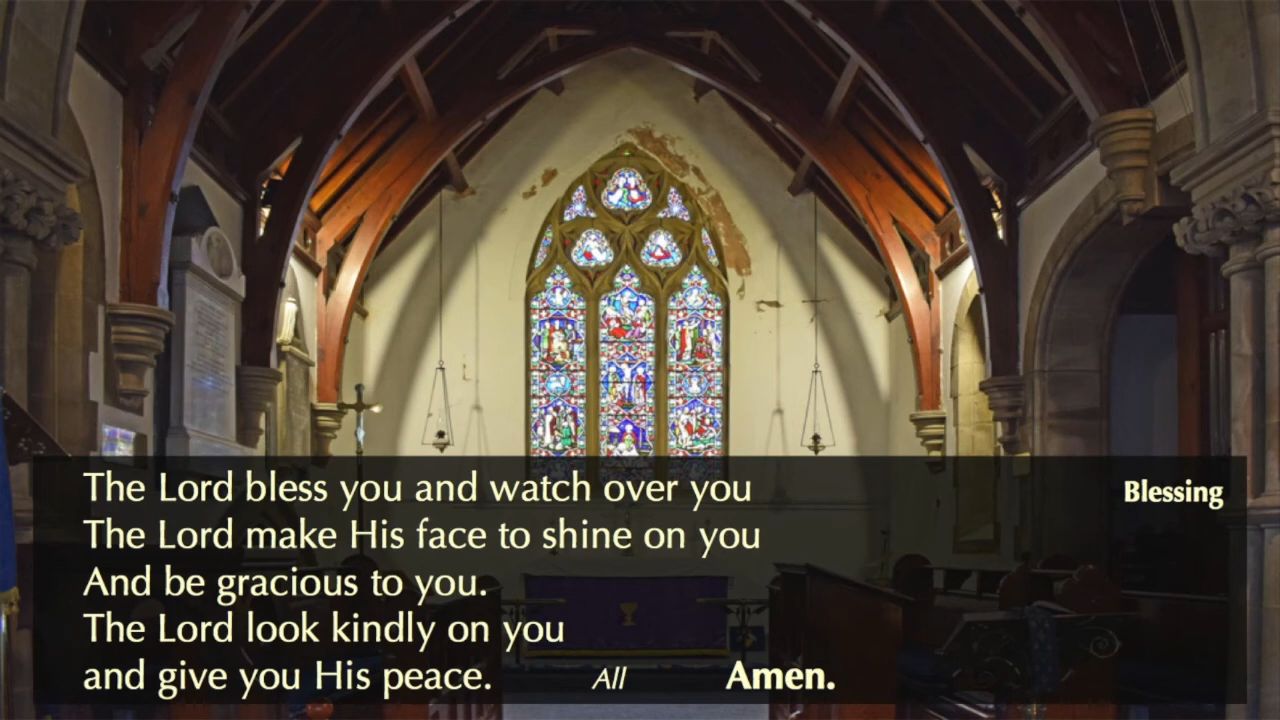 The Lord bless you and watch over you
Blessing
The Lord make His face to shine on you
And be gracious to you.
The Lord look kindly on you
and give you His peace. All Amen.